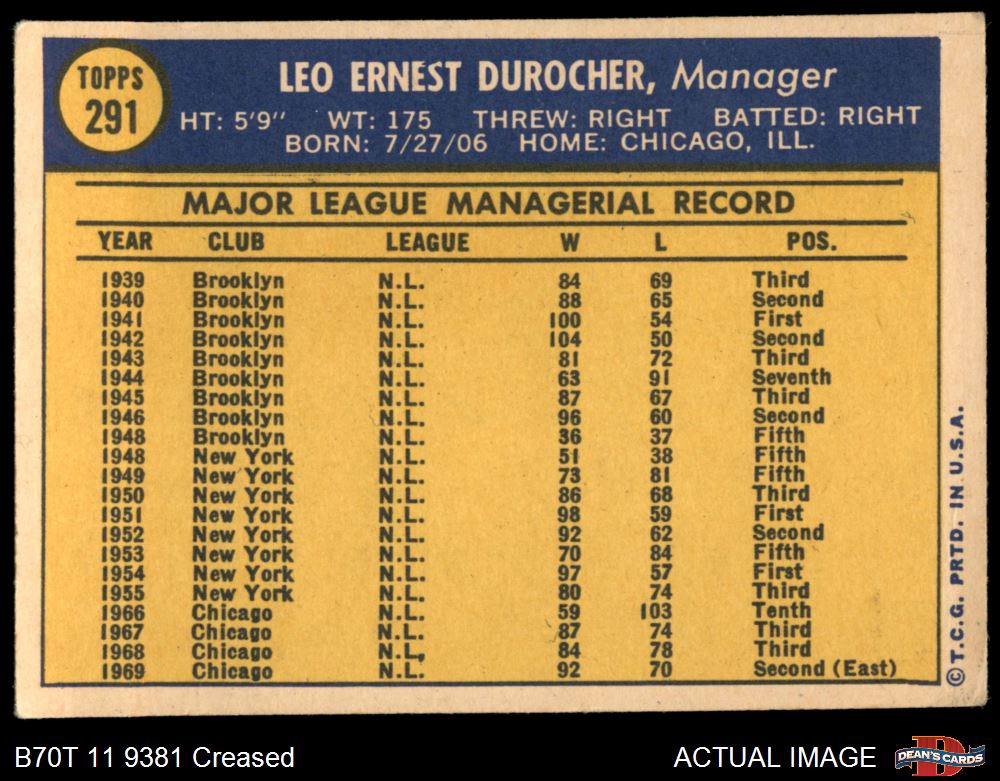 TOPPS
291
LEO ERNEST DUROCHER, Manager
HT: 5'9" WT: 175 THREW: RIGHT BATTED: RIGHT
BORN: 7/27/06 HOME: CHICAGO, ILL.
MAJOR LEAGUE MANAGERIAL RECORD
YEAR CLUB LEAGUE W L POS.
1939 Brooklyn N.L. 84 69 Third
1940 Brooklyn N.L. 88 65 Second
1941 Brooklyn N.L. 100 54 First
1942 Brooklyn N.L. 104 50 Second
1943 Brooklyn N.L. 81 72 Third
1944 Brooklyn N.L. 63 91 Seventh
1945 Brooklyn N.L. 87 67 Third
1946 Brooklyn N.L. 96 60 Second
1948 Brooklyn N.L. 36 37 Fifth
1948 New York N.L. 51 38 Fifth
1949 New York N.L. 73 81 Fifth
1950 New York N.L. 86 68 Third
1951 New York N.L. 98 59 First
1952 New York N.L. 92 62 Second
1953 New York N.L. 70 84 Fifth
1954 New York N.L. 97 57 First
1955 New York N.L. 80 74 Third
1966 Chicago N.L. 59 103 Tenth
1967 Chicago N.L. 87 74 Third
1968 Chicago N.L. 84 78 Third
1969 Chicago N.L. 92 70 Second (East)
© T.C.G. PRTD. IN U.S.A.
B70T 11 9381 Creased
ACTUAL IMAGE
D
DEAN'S CARDS